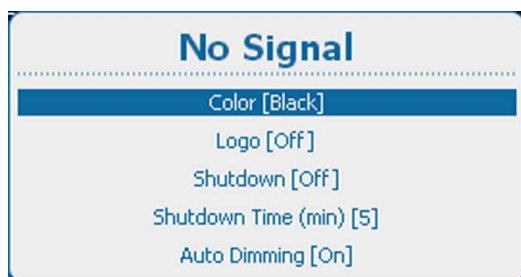 No Signal
Color [Black]
Logo [Off]
Shutdown [Off]
Shutdown Time (min) [5]
Auto Dimming [On]